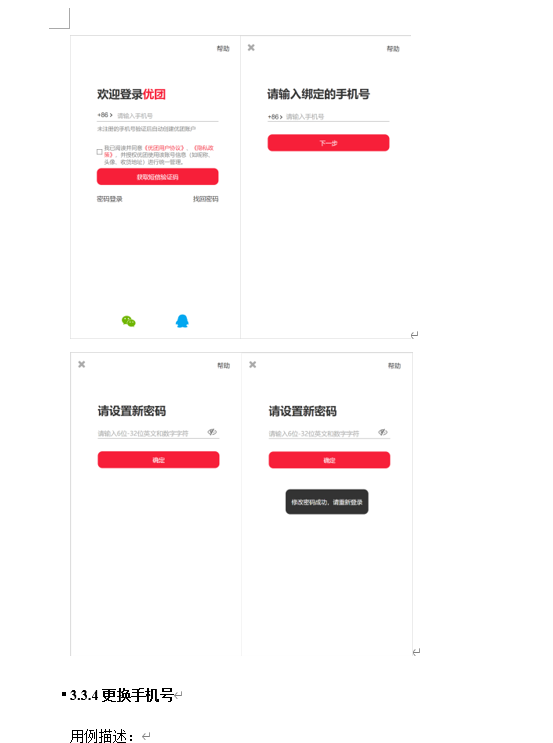 帮助
欢迎登录优团
+86 > 请输入手机号
未注册的手机号验证后自动创建优团账户
我已阅读并同意《优团用户协议》、《隐私政
策》,并授权优团使用该账号信息(如昵称、
头像、收货地址)进行统一管理。
获取短信验证码
密码登录 找回密码
帮助
请输入绑定的手机号
+86 > 请输入手机号
下一步
帮助
请设置新密码
请输入6位-32位英文和数字字符
确定
帮助
请设置新密码
请输入6位-32位英文和数字字符
确定
修改密码成功,请重新登录
3.3.4 更换手机号
用例描述: